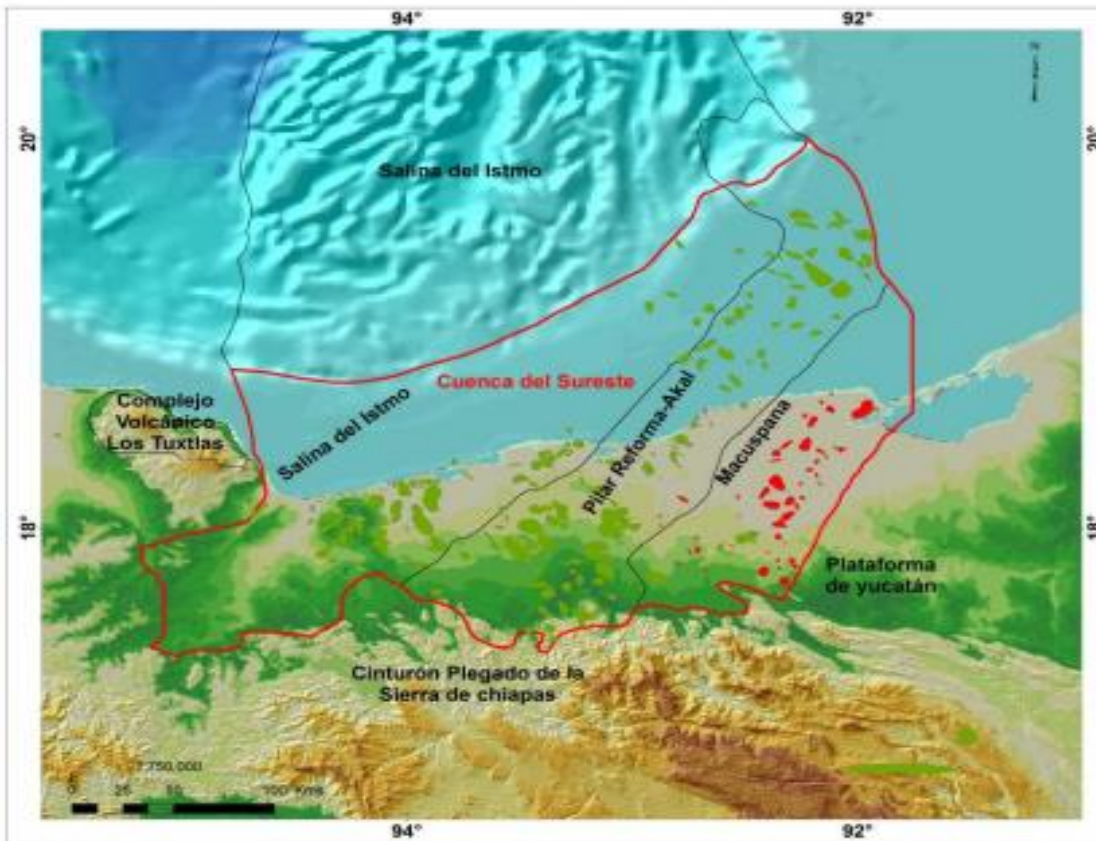 94°
92°
20°
20°
Salina del Istmo
Cuenca del Sureste
Complejo
Volcánico
Los Tuxtlas
Salina del Istmo
Pilar Reforma-Akal
Macuspana
18°
18°
Plataforma
de yucatán
Cinturón Plegado de la
Sierra de chiapas
0 25 50 100 Kms
94°
92°